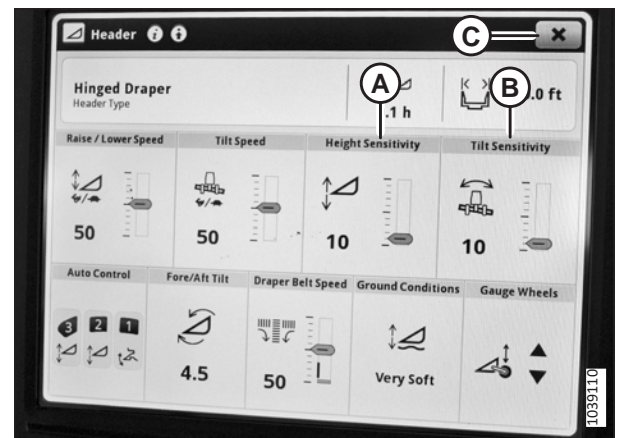 Header
C
Hinged Draper
Header Type
A
.1 h
B
.0 ft
Raise / Lower Speed
Tilt Speed
Height Sensitivity
Tilt Sensitivity
50
50
10
10
Auto Control
Fore/Aft Tilt
Draper Belt Speed
Ground Conditions
Gauge Wheels
3
2
1
4.5
50
Very Soft
1039110